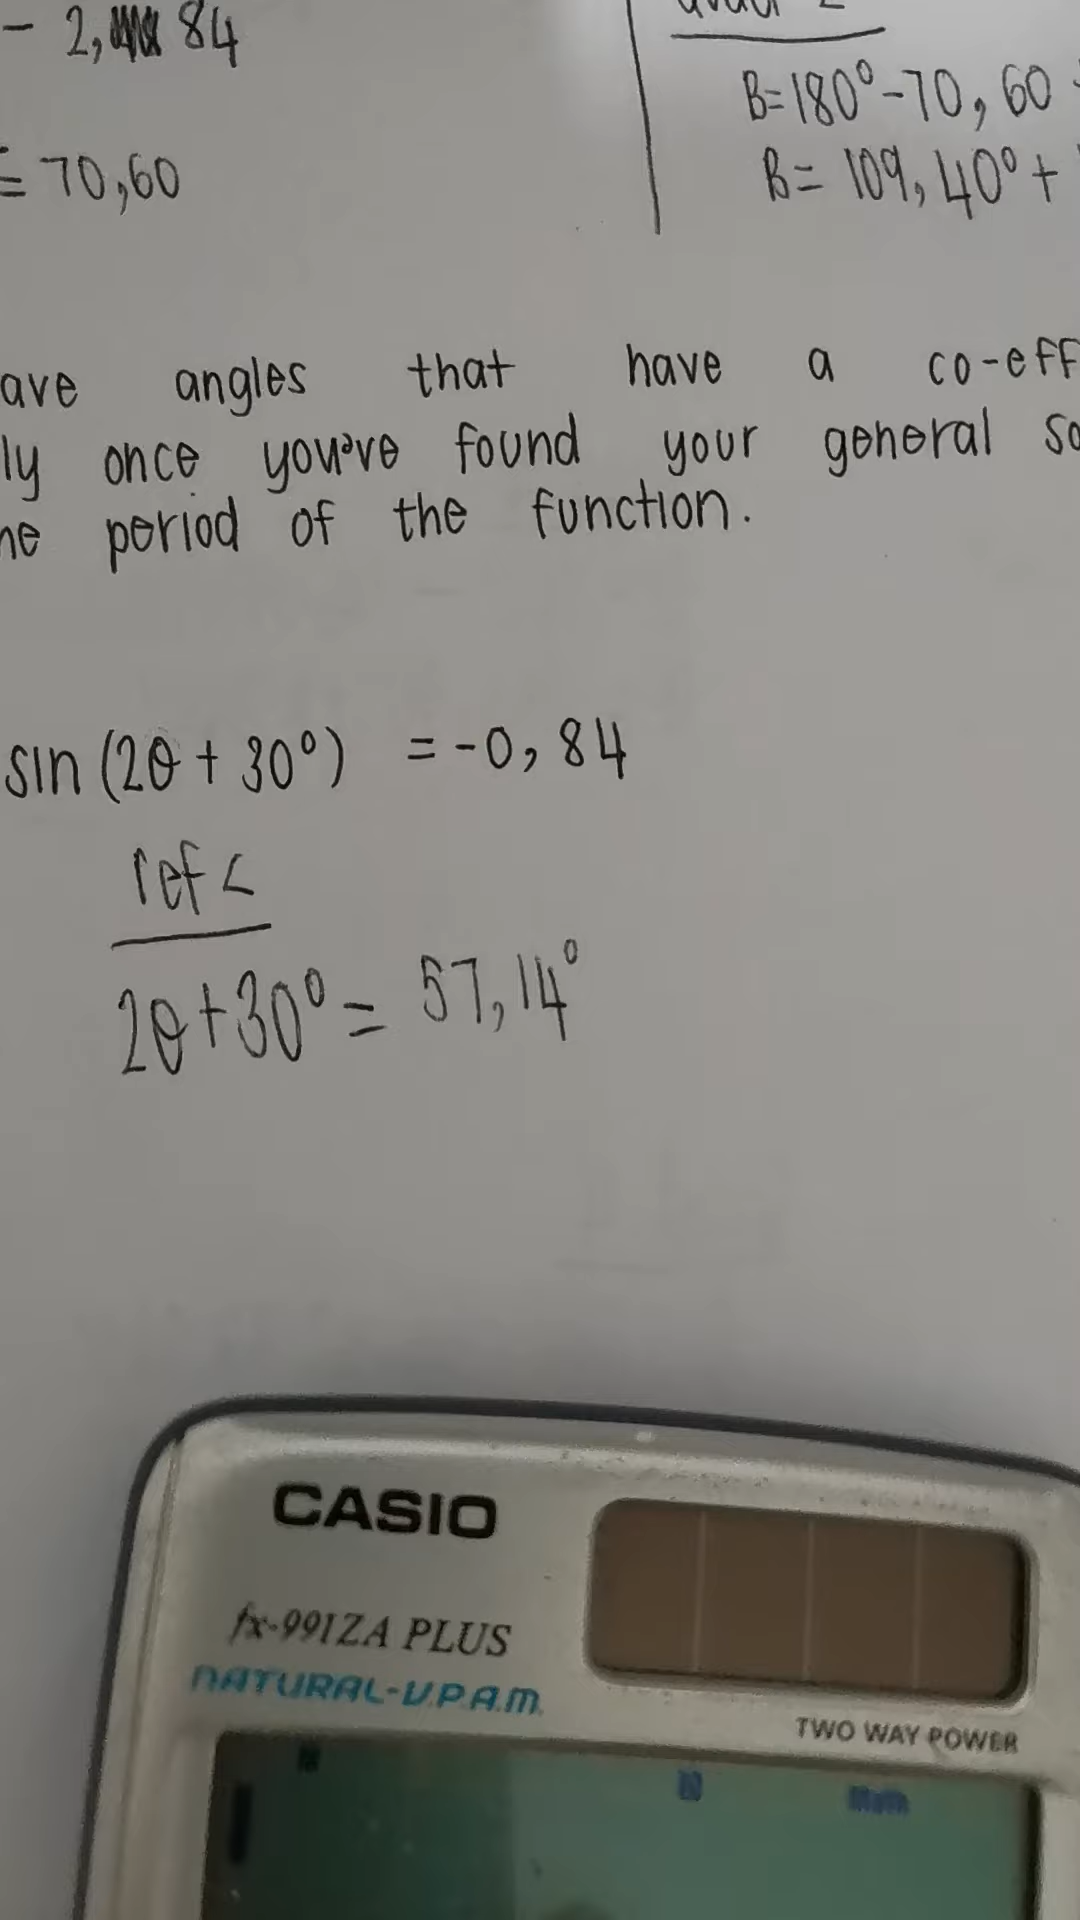 - 2, 84
= 70,60
B=180°-70, 60
B= 109, 40° +
ave angles that have a co-eff
ly once you've found your general so
he period of the function.
sin (2θ + 30°) = -0, 84
ref <
2θ+30° = 57,14°
CASIO
fx-991ZA PLUS
NATURAL-V.P.A.M.
TWO WAY POWER
Math